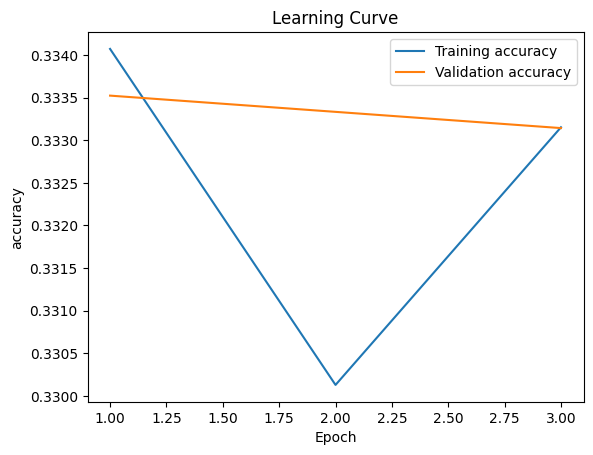 Learning Curve
Training accuracy
Validation accuracy
accuracy
0.3340
0.3335
0.3330
0.3325
0.3320
0.3315
0.3310
0.3305
0.3300
1.00 1.25 1.50 1.75 2.00 2.25 2.50 2.75 3.00
Epoch